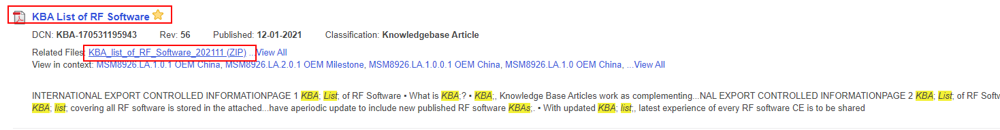 KBA List of RF Software
DCN: KBA-170531195943 Rev: 56 Published: 12-01-2021 Classification: Knowledgebase Article
Related Files: KBA_list_of_RF_Software_202111 (ZIP) ...View All
View in context: MSM8926.LA.1.0.1 OEM China, MSM8926.LA.2.0.1 OEM Milestone, MSM8926.LA.1.0.0.1 OEM China, MSM8926.LA.1.0 OEM China, ...View All
INTERNATIONAL EXPORT CONTROLLED INFORMATIONPAGE 1 KBA; List; of RF Software ▪ What is KBA;? ▪ KBA;, Knowledge Base Articles work as complementing...NAL EXPORT CONTROLLED INFORMATIONPAGE 2 KBA; List; of RF Softw
KBA; list; covering all RF software is stored in the attached...have aperiodic update to include new published RF software KBAs;. ▪ With updated KBA; list;, latest experience of every RF software CE is to be shared